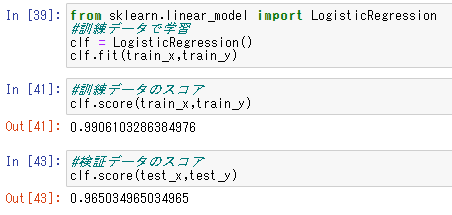 In [39]: from sklearn.linear_model import LogisticRegression
#訓練データで学習
clf = LogisticRegression()
clf.fit(train_x,train_y)
In [41]: #訓練データのスコア
clf.score(train_x,train_y)
Out[41]: 0.9906103286384976
In [43]: #検証データのスコア
clf.score(test_x,test_y)
Out[43]: 0.965034965034965